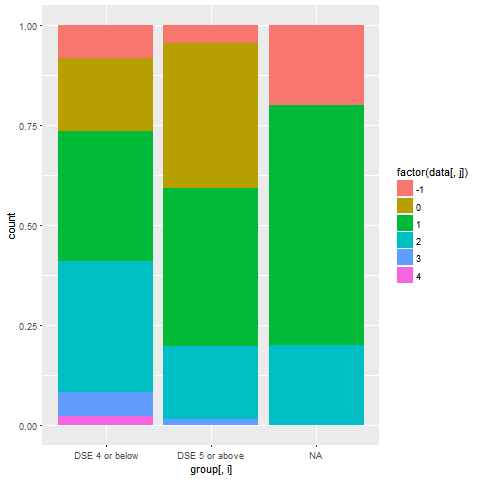 1.00
0.75
0.50
0.25
0.00
count
DSE 4 or below
DSE 5 or above
NA
group[, i]
factor(data[, j])
-1
0
1
2
3
4